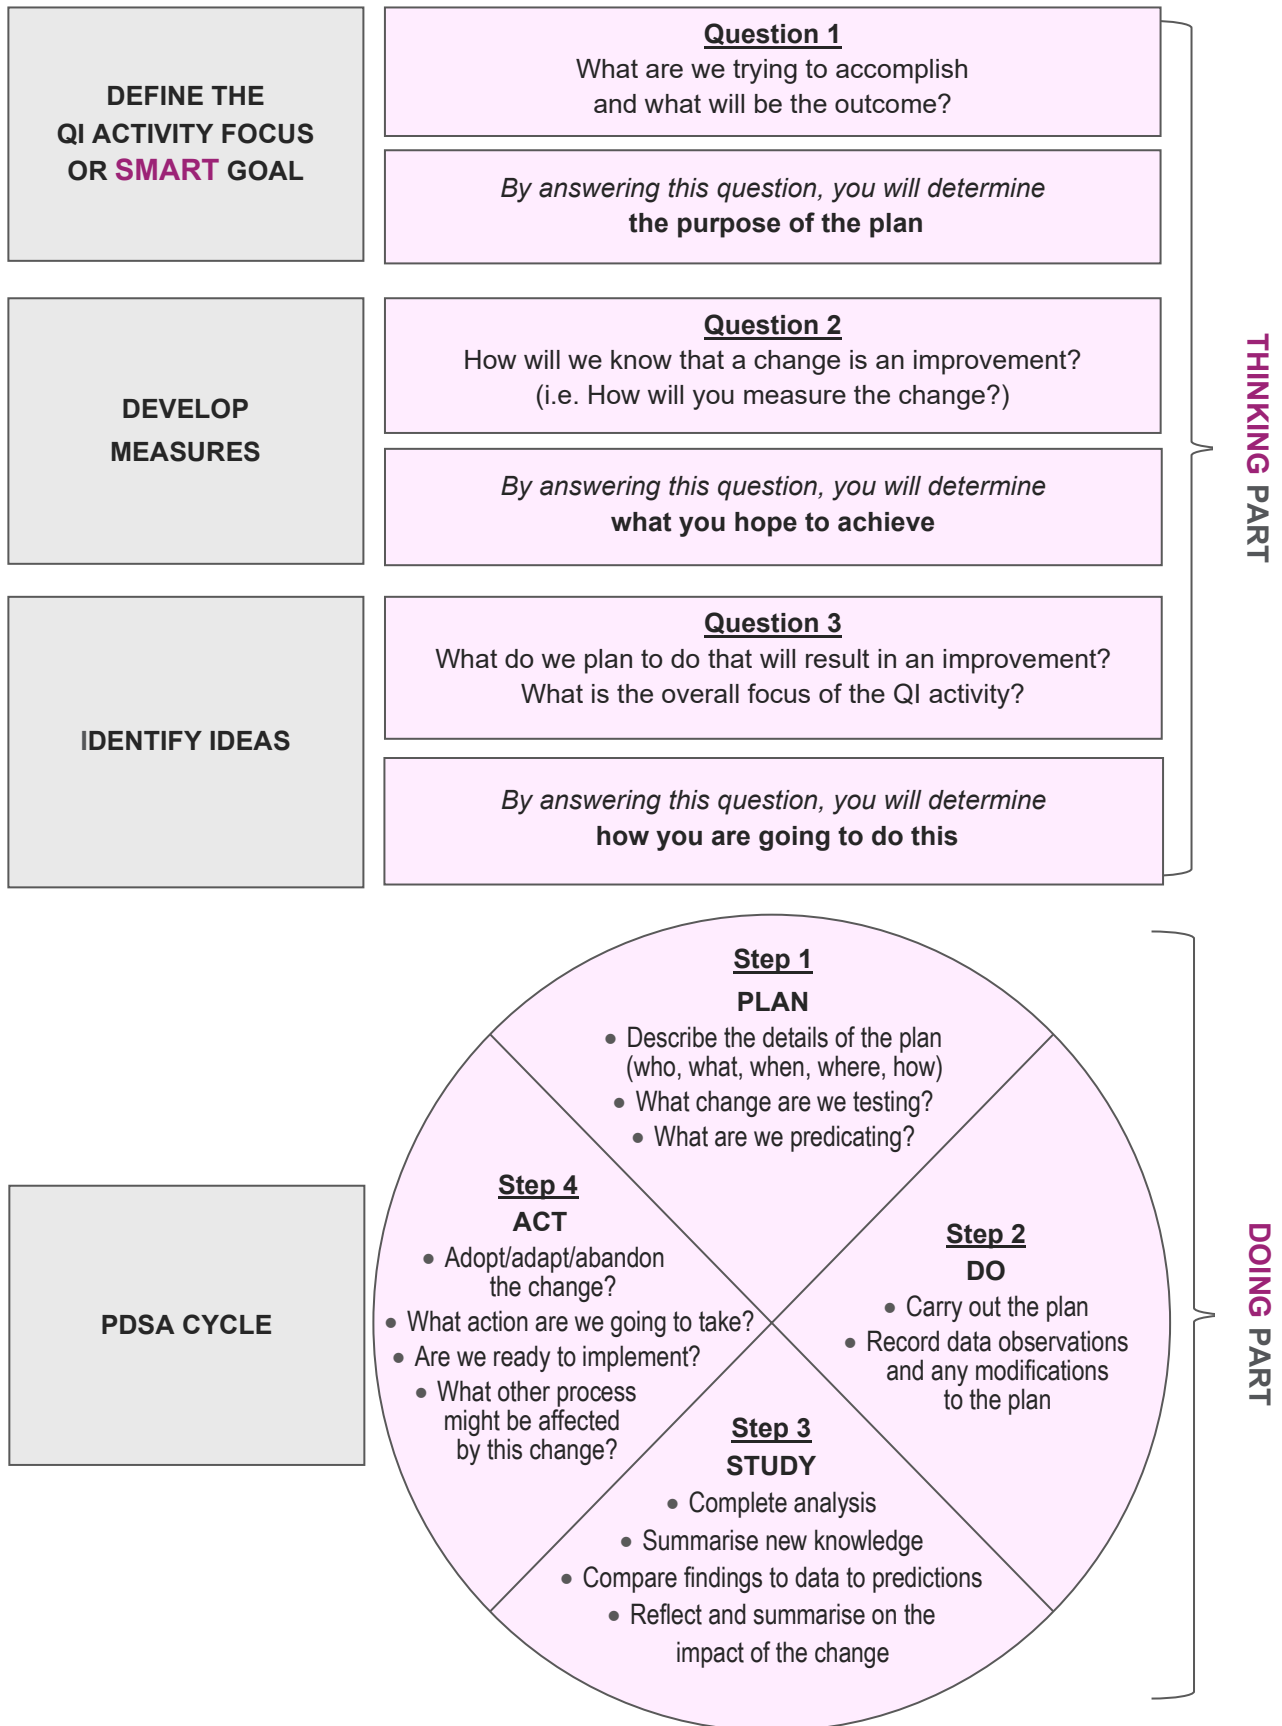 DEFINE THE
QI ACTIVITY FOCUS
OR SMART GOAL
Question 1
What are we trying to accomplish
and what will be the outcome?
By answering this question, you will determine
the purpose of the plan
DEVELOP
MEASURES
Question 2
How will we know that a change is an improvement?
(i.e. How will you measure the change?)
By answering this question, you will determine
what you hope to achieve
IDENTIFY IDEAS
Question 3
What do we plan to do that will result in an improvement?
What is the overall focus of the QI activity?
By answering this question, you will determine
how you are going to do this
THINKING PART
PDSA CYCLE
Step 1
PLAN
• Describe the details of the plan
(who, what, when, where, how)
• What change are we testing?
• What are we predicating?
Step 2
DO
• Carry out the plan
• Record data observations
and any modifications
to the plan
Step 3
STUDY
• Complete analysis
• Summarise new knowledge
• Compare findings to data to predictions
• Reflect and summarise on the
impact of the change
Step 4
ACT
• Adopt/adapt/abandon
the change?
• What action are we going to take?
• Are we ready to implement?
• What other process
might be affected
by this change?
DOING PART